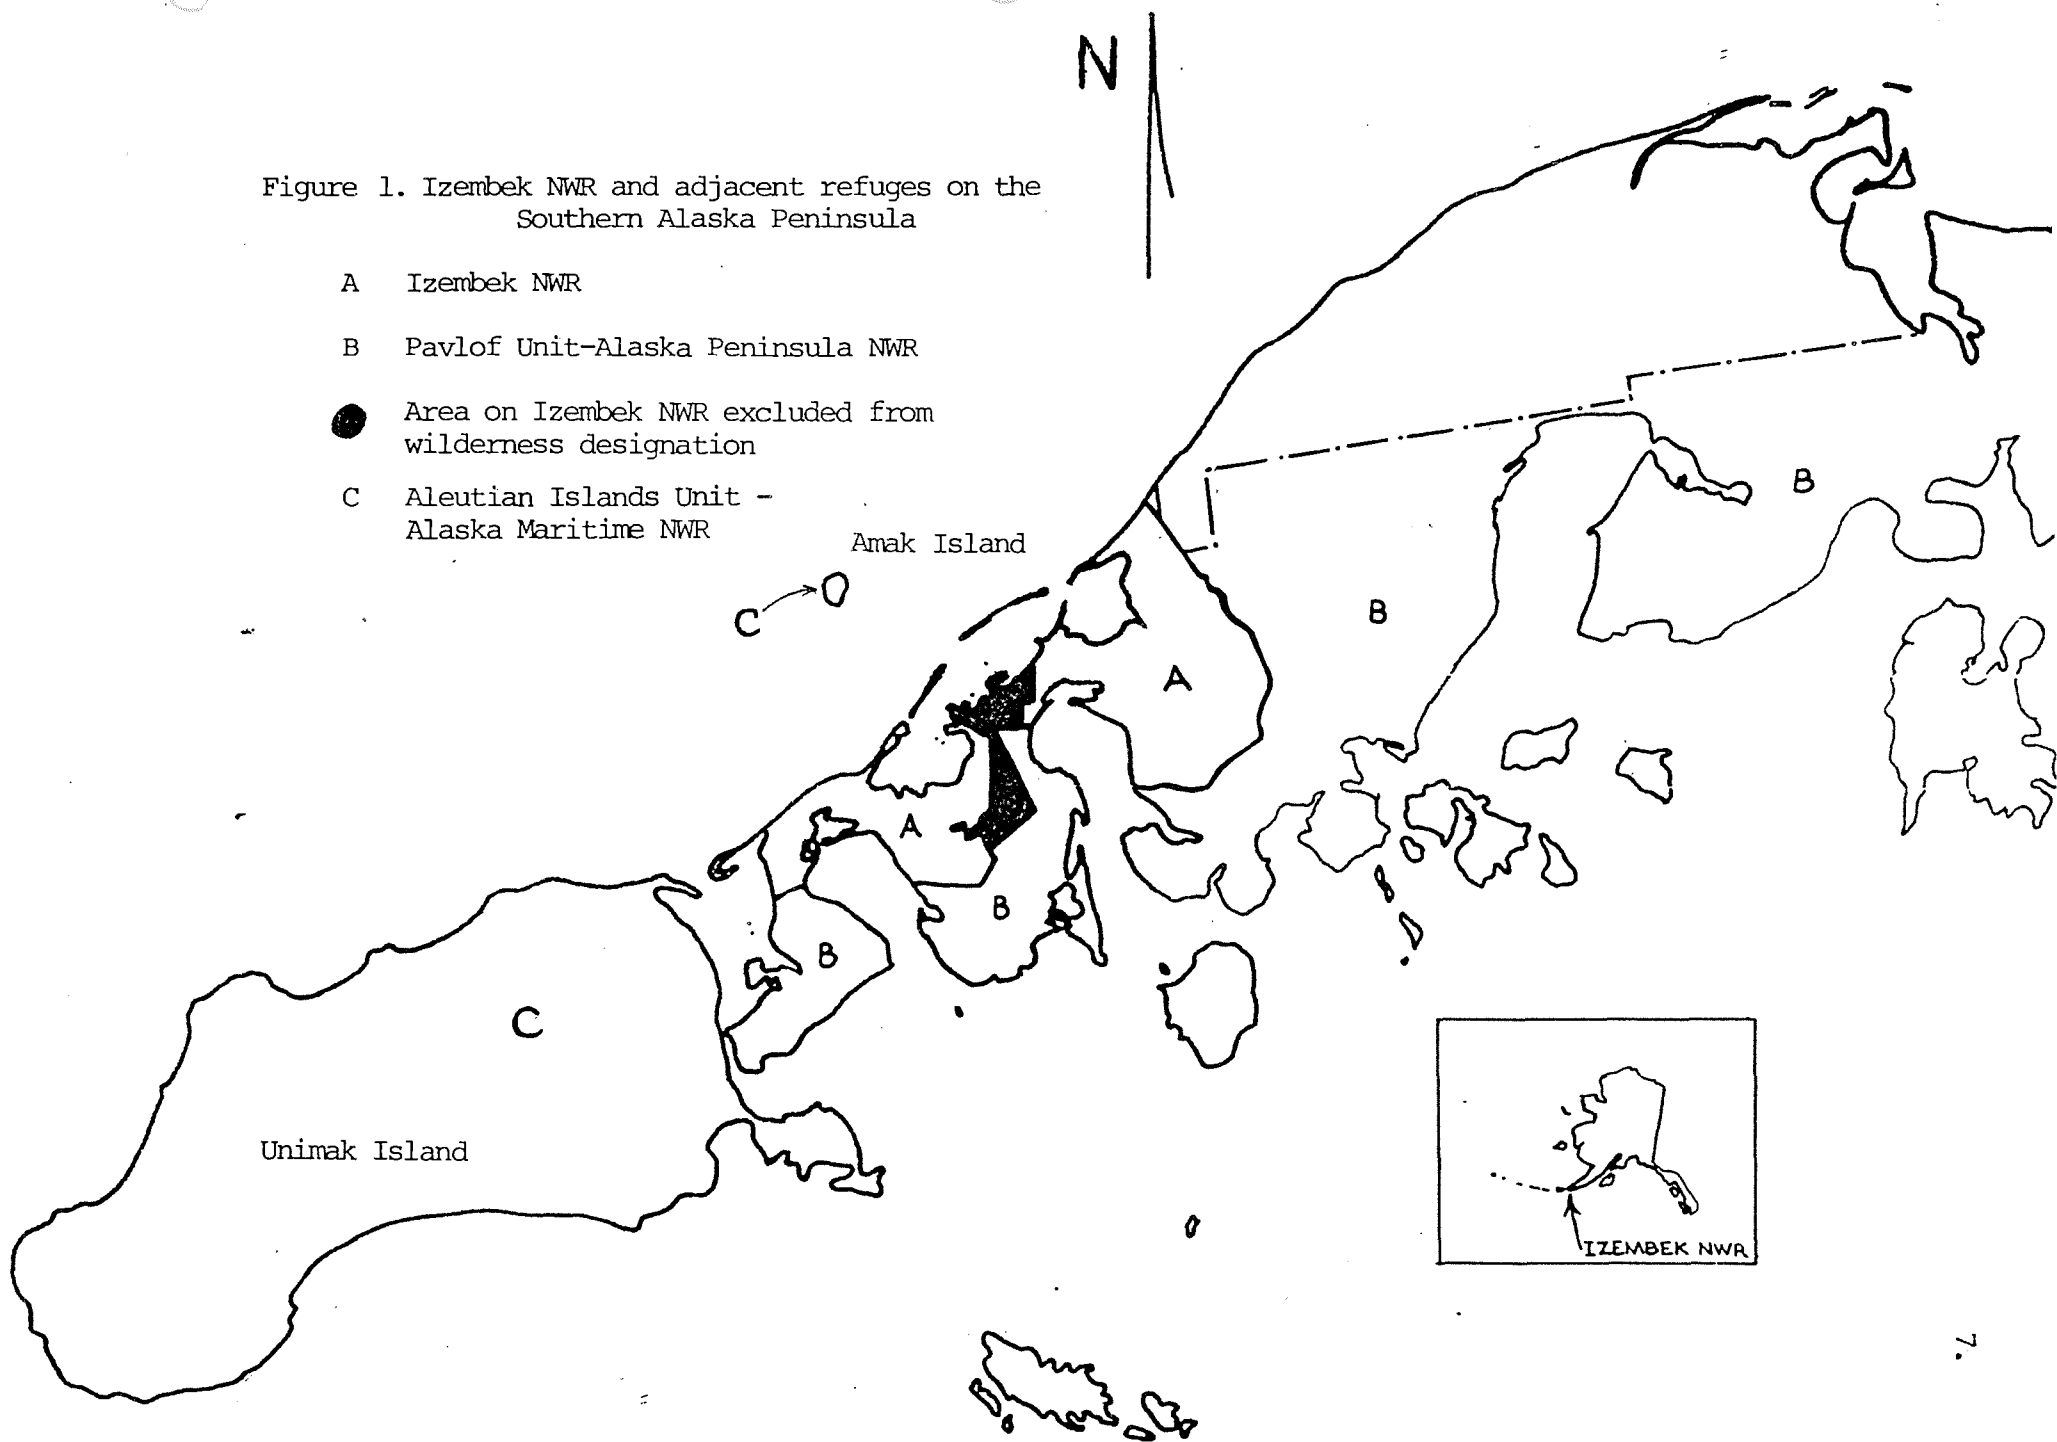 N
Figure 1. Izembek NWR and adjacent refuges on the
Southern Alaska Peninsula
A Izembek NWR
B Pavlof Unit-Alaska Peninsula NWR
Area on Izembek NWR excluded from
wilderness designation
C Aleutian Islands Unit -
Alaska Maritime NWR
Amak Island
C
B
B
A
A
B
B
C
Unimak Island
IZEMBEK NWR